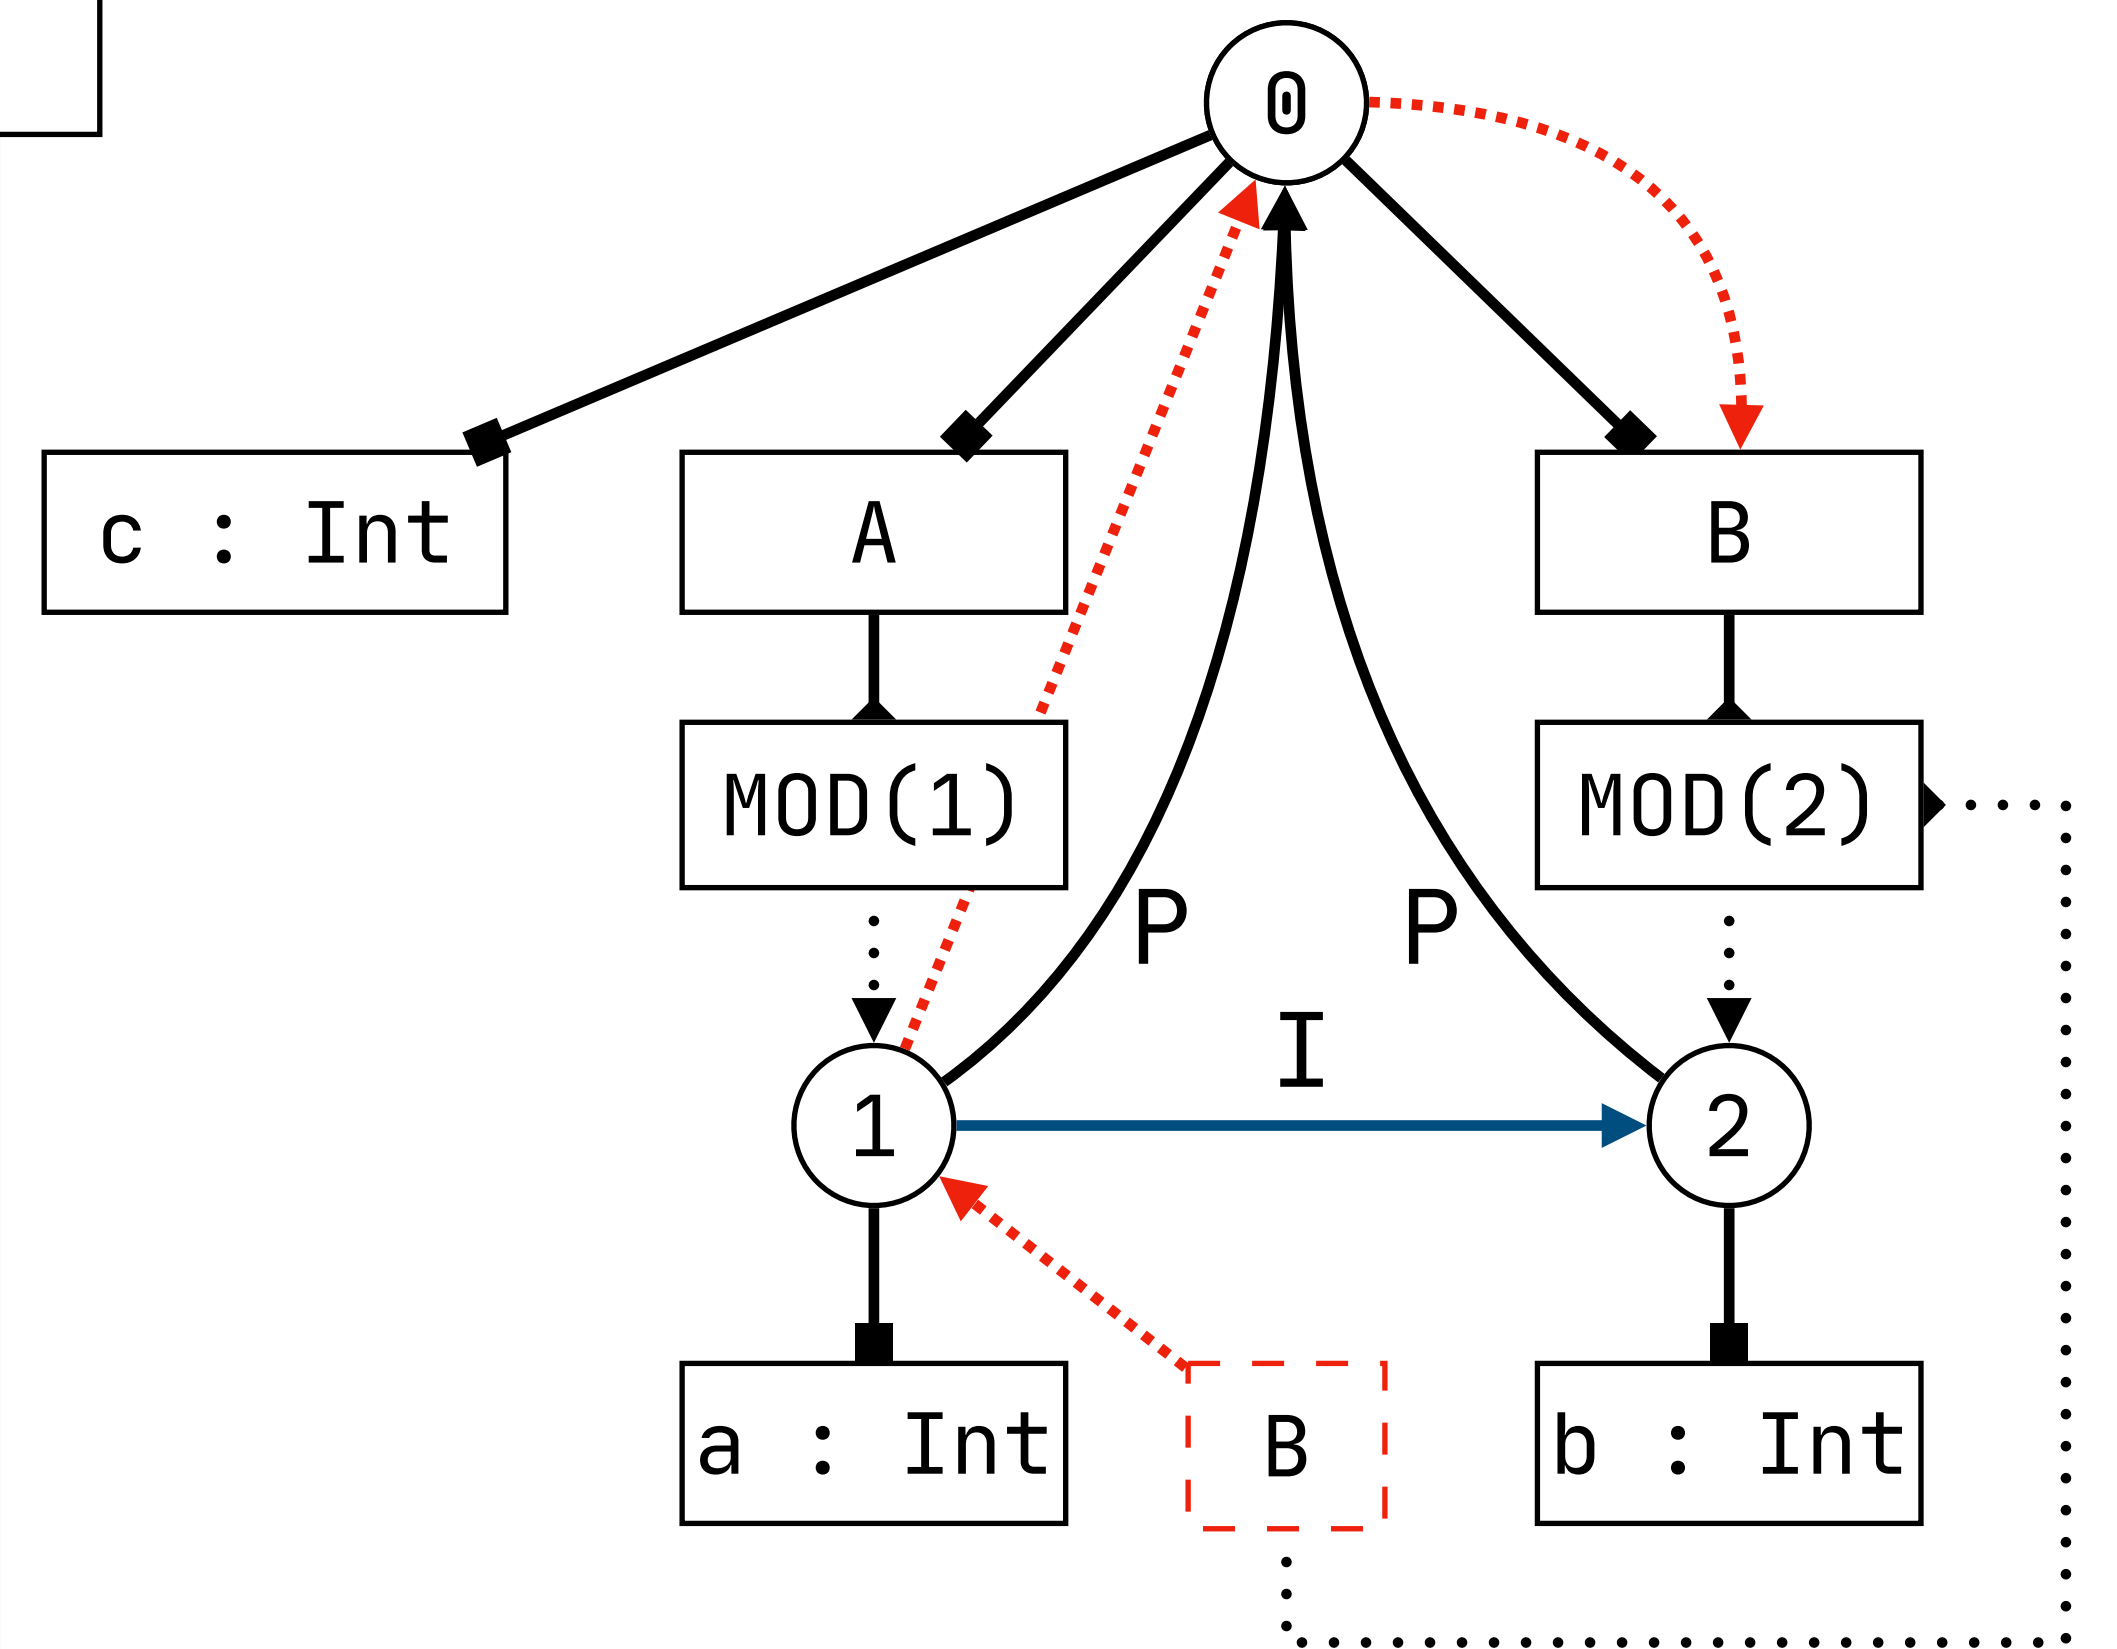 0
c : Int
A
B
MOD(1)
MOD(2)
P
P
I
1
2
a : Int
B
b : Int